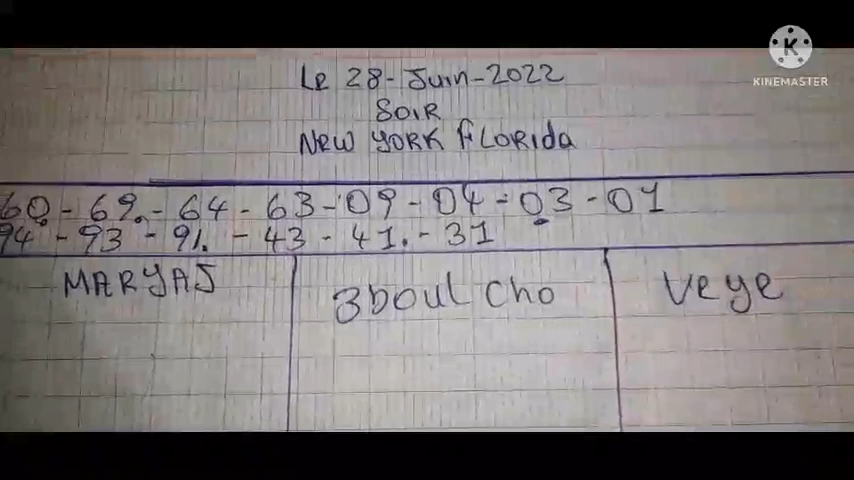 Le 28-Juin-2022
SOIR
NEW YORK FLORIDA
60 - 69 - 64 - 63 - 09 - 04 - 03 - 01
94 - 93 - 91. - 43 - 41. - 31
MARYAJ
3boul cho
veye
KINEMASTER